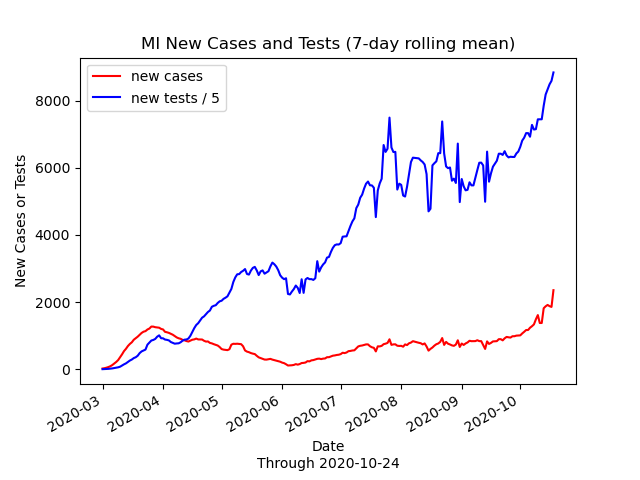 MI New Cases and Tests (7-day rolling mean)
new cases
new tests / 5
8000
6000
4000
2000
0
New Cases or Tests
2020-03
2020-04
2020-05
2020-06
2020-07
2020-08
2020-09
2020-10
Date
Through 2020-10-24